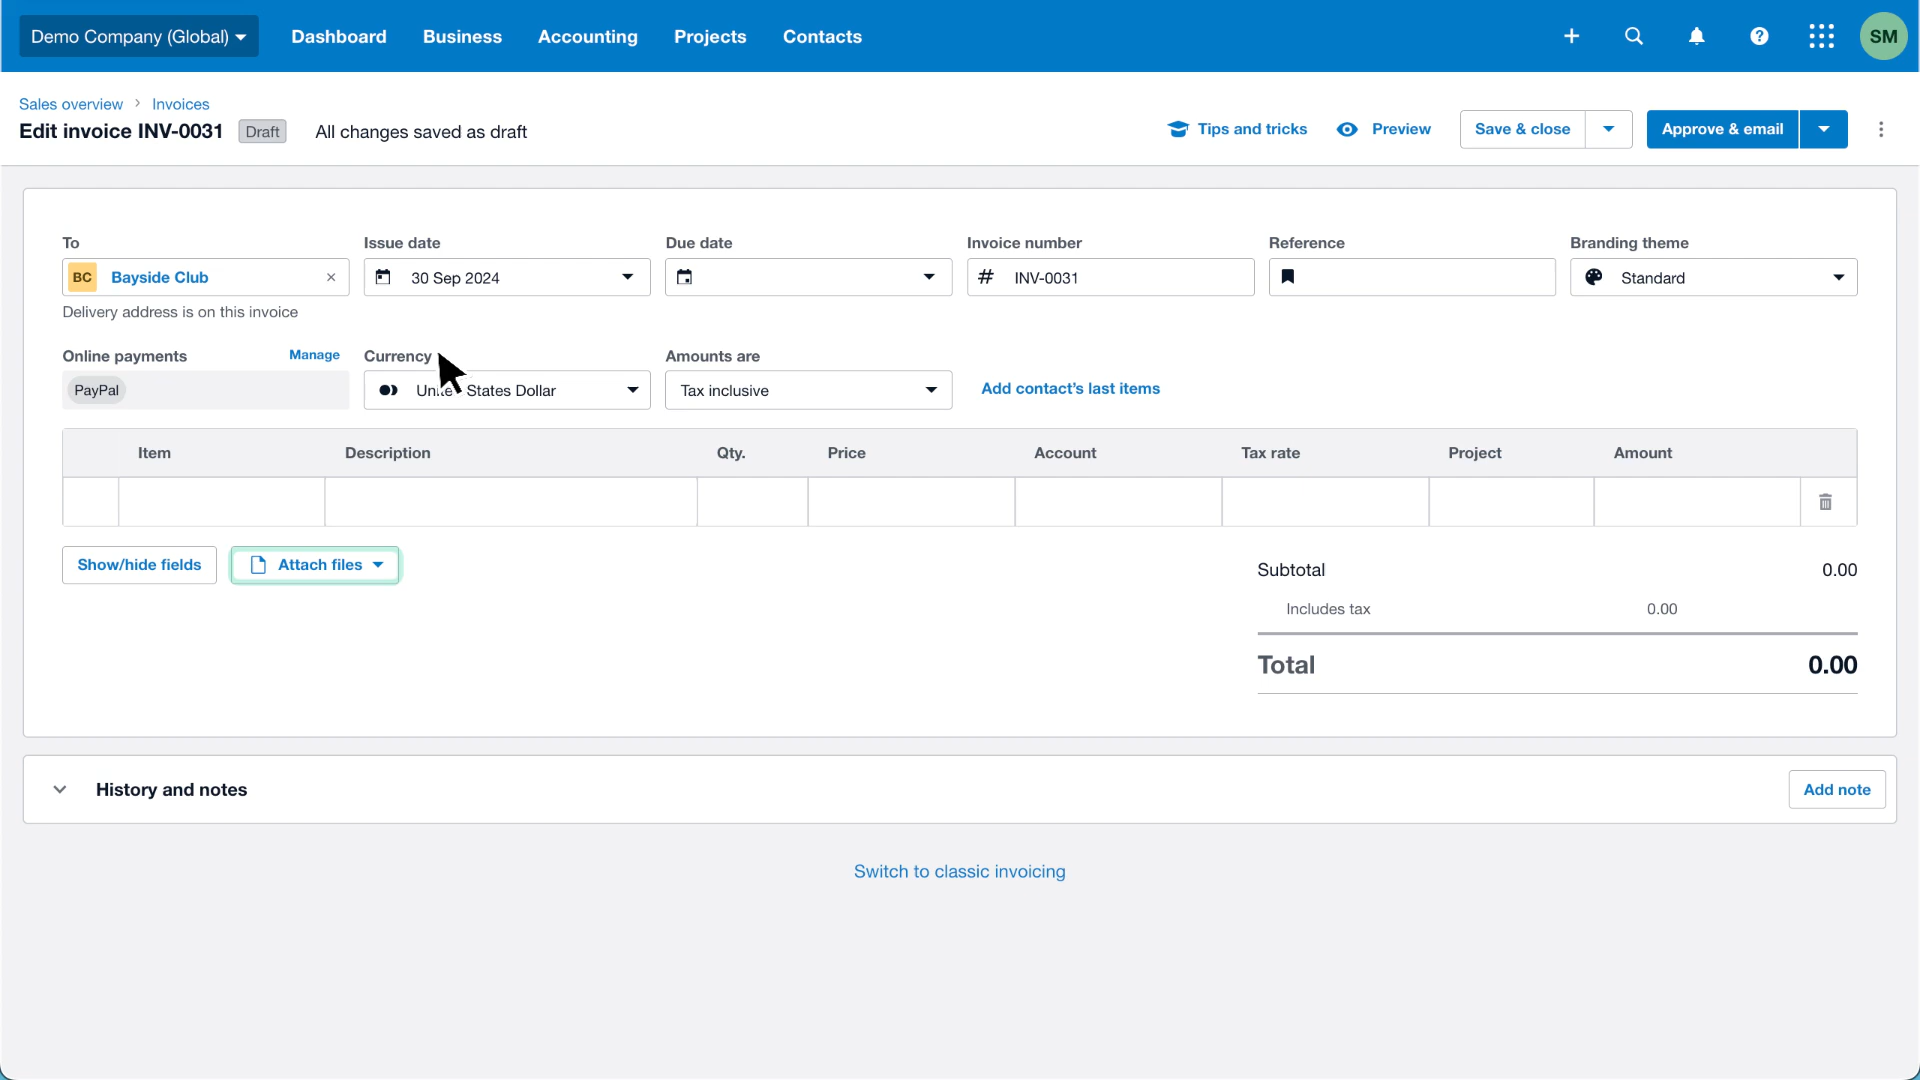 Demo Company (Global) Dashboard Business Accounting Projects Contacts SM
Sales overview Invoices
Edit invoice INV-0031 Draft All changes saved as draft Tips and tricks Preview Save & close Approve & email
To Issue date Due date Invoice number Reference Branding theme
BC Bayside Club 30 Sep 2024 INV-0031 Standard
Delivery address is on this invoice
Online payments Manage Currency Amounts are
PayPal States Dollar Tax inclusive Add contact's last items
Item Description Qty. Price Account Tax rate Project Amount
Show/hide fields Attach files
Subtotal 0.00
Includes tax 0.00
Total 0.00
History and notes Add note
Switch to classic invoicing